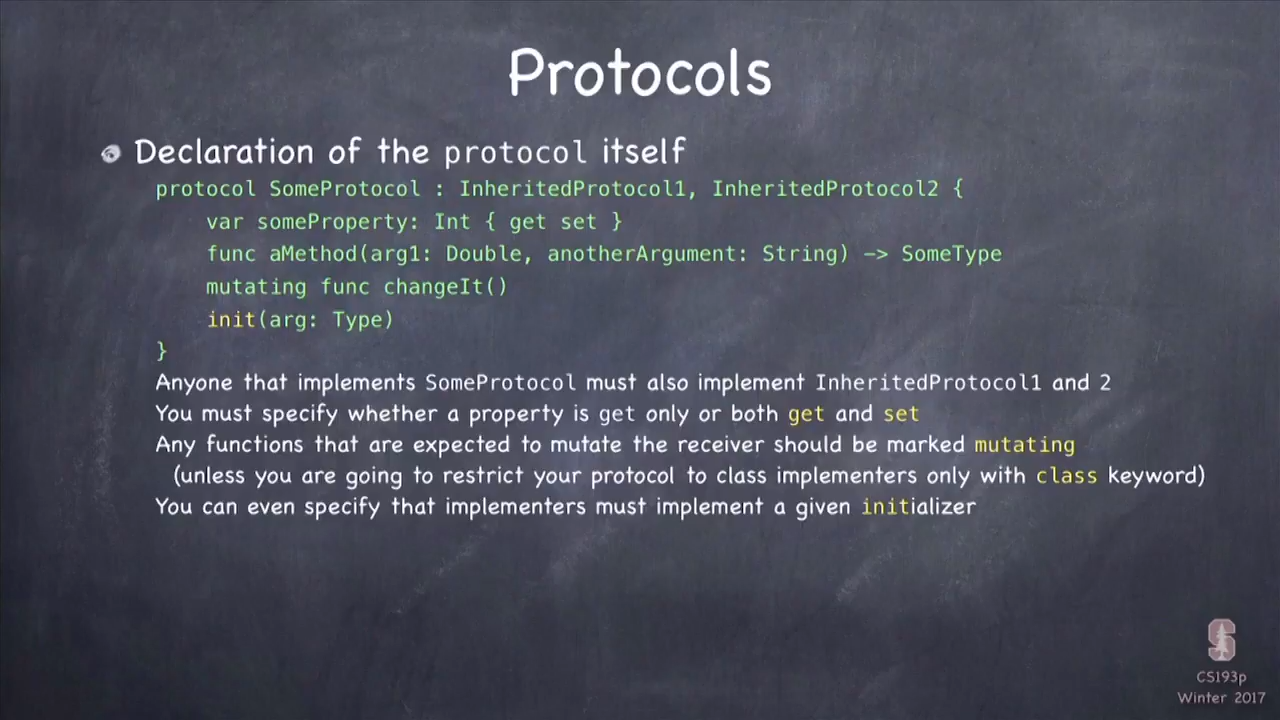 Protocols
Declaration of the protocol itself
protocol SomeProtocol : InheritedProtocol1, InheritedProtocol2 {
var someProperty: Int { get set }
func aMethod(arg1: Double, anotherArgument: String) -> SomeType
mutating func changeIt()
init(arg: Type)
}
Anyone that implements SomeProtocol must also implement InheritedProtocol1 and 2
You must specify whether a property is get only or both get and set
Any functions that are expected to mutate the receiver should be marked mutating
(unless you are going to restrict your protocol to class implementers only with class keyword)
You can even specify that implementers must implement a given initializer
S
CS193p
Winter 2017